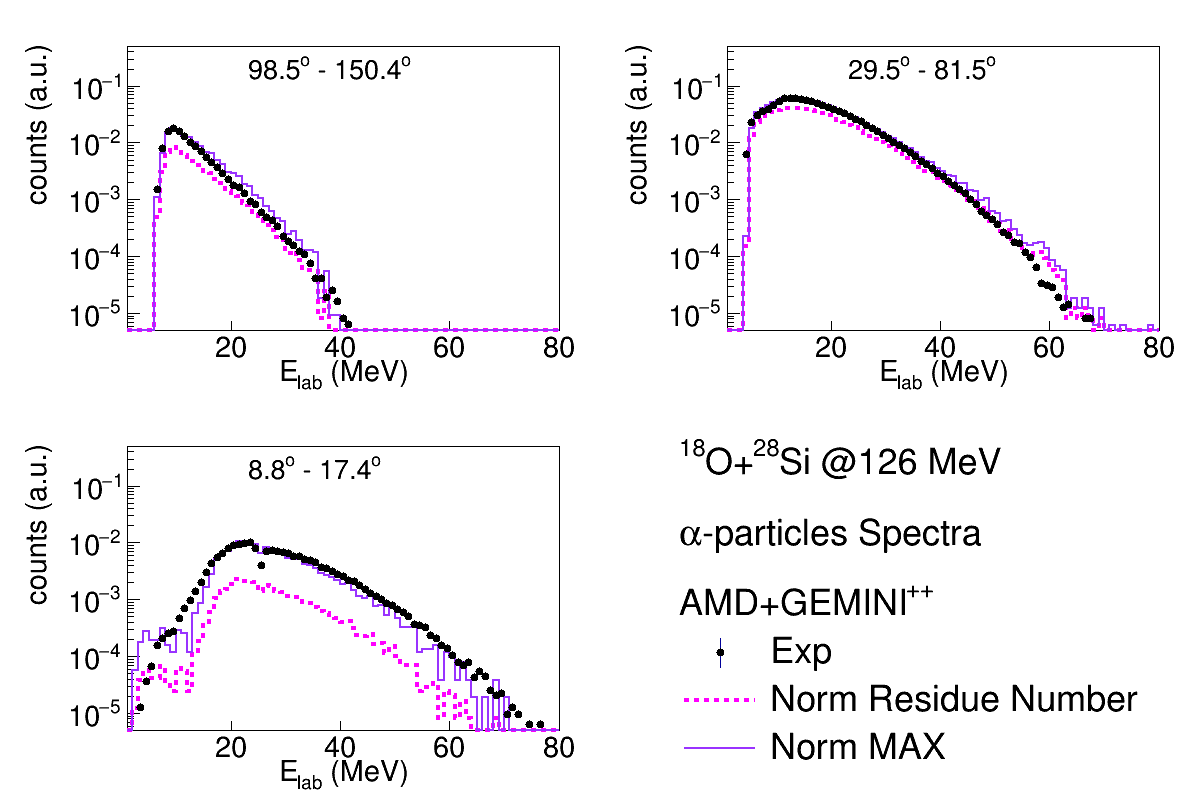 98.5° - 150.4°
counts (a.u.)
10⁻¹
10⁻²
10⁻³
10⁻⁴
10⁻⁵
20 40 60 80
E_lab (MeV)
29.5° - 81.5°
counts (a.u.)
10⁻¹
10⁻²
10⁻³
10⁻⁴
10⁻⁵
20 40 60 80
E_lab (MeV)
8.8° - 17.4°
counts (a.u.)
10⁻¹
10⁻²
10⁻³
10⁻⁴
10⁻⁵
20 40 60 80
E_lab (MeV)
¹⁸O+²⁸Si @126 MeV
α-particles Spectra
AMD+GEMINI⁺⁺
Exp
Norm Residue Number
Norm MAX